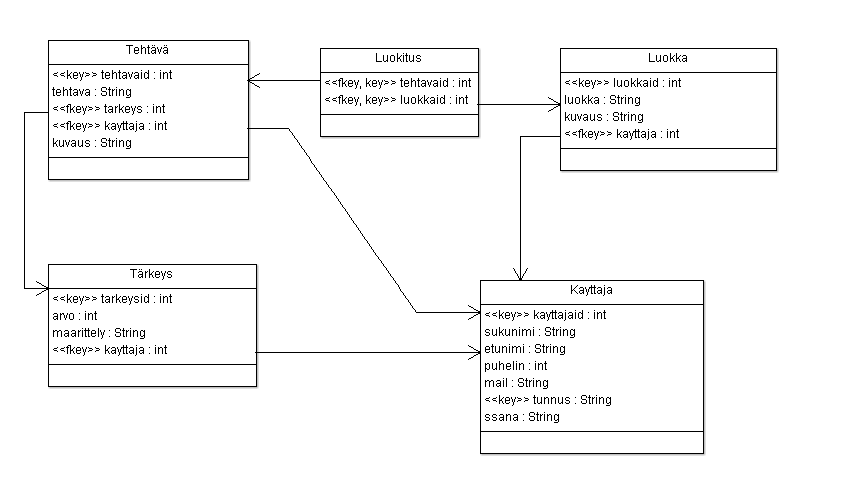 Tehtävä
<<key>> tehtavaid : int
tehtava : String
<<fkey>> tarkeys : int
<<fkey>> kayttaja : int
kuvaus : String
Luokitus
<<fkey, key>> tehtavaid : int
<<fkey, key>> luokkaid : int
Luokka
<<key>> luokkaid : int
luokka : String
kuvaus : String
<<fkey>> kayttaja : int
Tärkeys
<<key>> tarkeysid : int
arvo : int
maarittely : String
<<fkey>> kayttaja : int
Kayttaja
<<key>> kayttajaid : int
sukunimi : String
etunimi : String
puhelin : int
mail : String
<<key>> tunnus : String
ssana : String